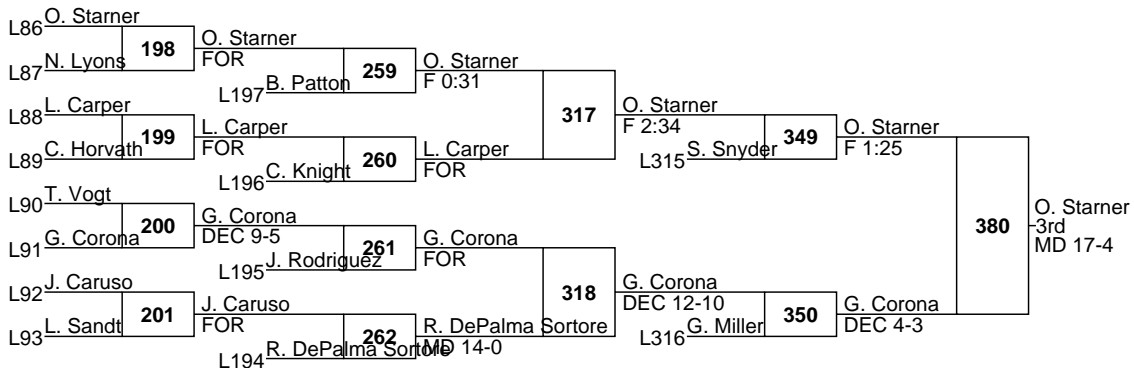 L86 O. Starner
198
L87 N. Lyons
O. Starner
FOR
259
L197 B. Patton
O. Starner
F 0:31
L88 L. Carper
199
L89 C. Horvath
L. Carper
FOR
260
L196 C. Knight
L. Carper
FOR
317
O. Starner
F 2:34
349
L315 S. Snyder
O. Starner
F 1:25
L90 T. Vogt
200
L91 G. Corona
G. Corona
DEC 9-5
261
L195 J. Rodriguez
G. Corona
FOR
L92 J. Caruso
201
L93 L. Sandt
J. Caruso
FOR
262
L194 R. DePalma Sortore
R. DePalma Sortore
MD 14-0
318
G. Corona
DEC 12-10
350
L316 G. Miller
G. Corona
DEC 4-3
380
O. Starner
3rd
MD 17-4